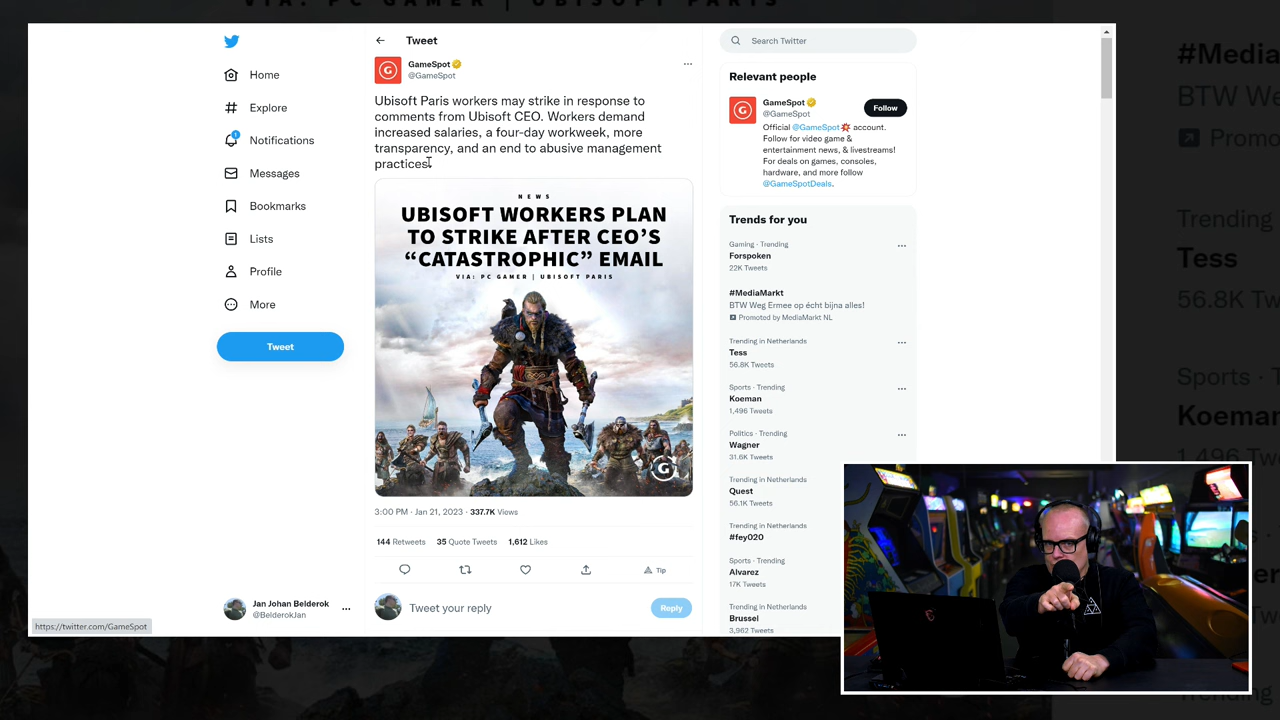 VIA: PC GAMER | UBISOFT PARIS
Home
Explore
1
Notifications
Messages
Bookmarks
Lists
Profile
More
Tweet
Jan Johan Belderok
@BelderokJan
https://twitter.com/GameSpot
Tweet
GameSpot
@GameSpot
Ubisoft Paris workers may strike in response to
comments from Ubisoft CEO. Workers demand
increased salaries, a four-day workweek, more
transparency, and an end to abusive management
practices.
NEWS
UBISOFT WORKERS PLAN
TO STRIKE AFTER CEO'S
“CATASTROPHIC” EMAIL
VIA: PC GAMER | UBISOFT PARIS
3:00 PM · Jan 21, 2023 · 337.7K Views
144 Retweets 35 Quote Tweets 1,612 Likes
Tip
Tweet your reply
Reply
Search Twitter
Relevant people
GameSpot
@GameSpot
Follow
Official @GameSpot account.
Follow for video game &
entertainment news, & livestreams!
For deals on games, consoles,
hardware, and more follow
@GameSpotDeals.
Trends for you
Gaming · Trending
Forspoken
22K Tweets
#MediaMarkt
BTW Weg Ermee op écht bijna alles!
Promoted by MediaMarkt NL
Trending in Netherlands
Tess
56.8K Tweets
Sports · Trending
Koeman
1,496 Tweets
Politics · Trending
Wagner
31.6K Tweets
Trending in Netherlands
Quest
56.1K Tweets
Trending in Netherlands
#fey020
Sports · Trending
Alvarez
17K Tweets
Trending in Netherlands
Brussel
3,962 Tweets
#Media
BTW We
Promo
Trending
Tess
56.8K Tw
Sports · T
Koeman